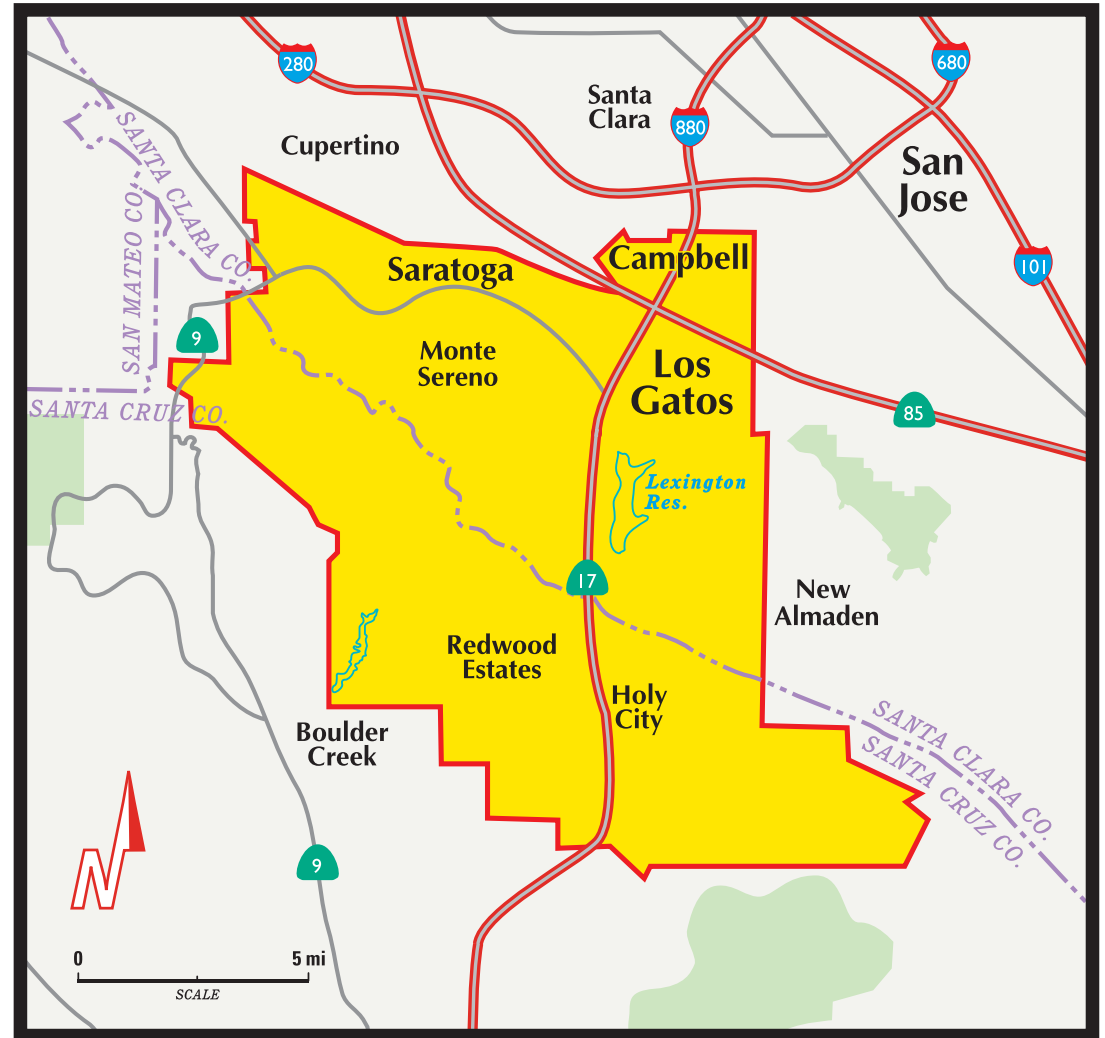 280
680
Santa
Clara
880
Cupertino
San
Jose
SANTA CLARA CO.
SAN MATEO CO.
Campbell
Saratoga
101
9
Monte
Sereno
Los
Gatos
SANTA CRUZ CO.
85
Lexington
Res.
17
New
Almaden
Redwood
Estates
Holy
City
Boulder
Creek
SANTA CLARA CO.
SANTA CRUZ CO.
N
9
0
5 mi
SCALE